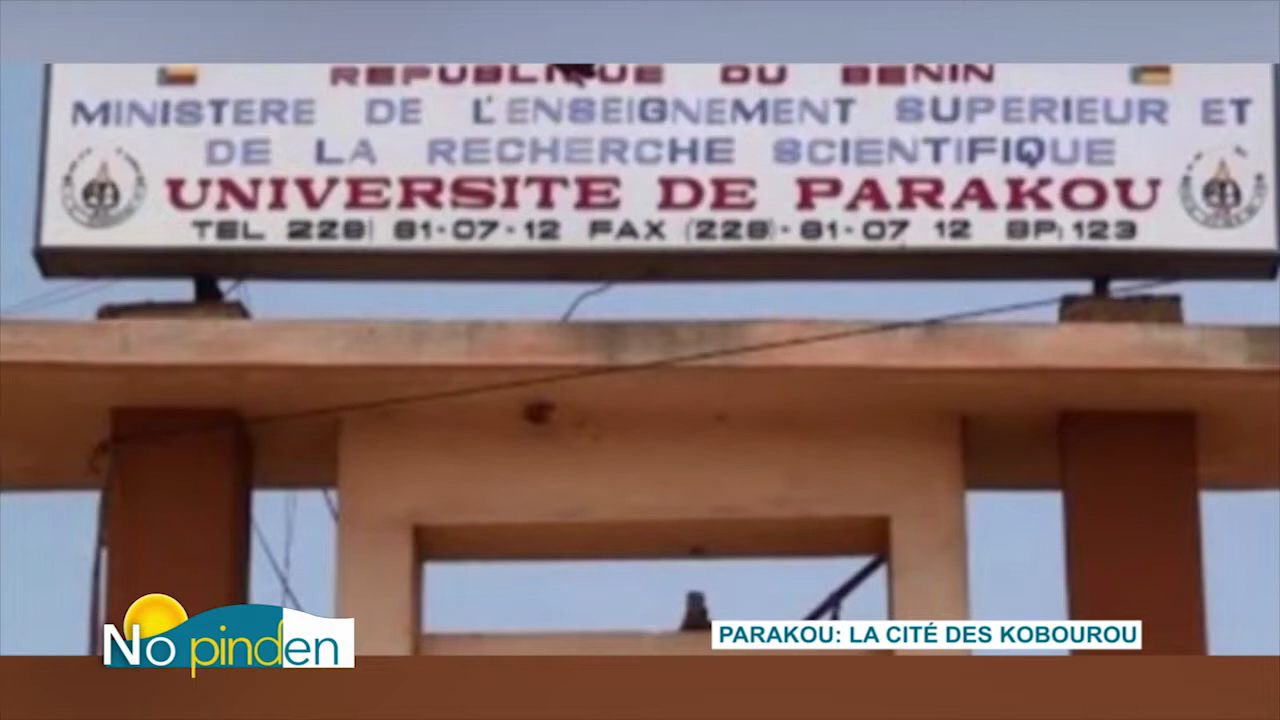 REPUBLIQUE DU BENIN
MINISTERE DE L'ENSEIGNEMENT SUPERIEUR ET
DE LA RECHERCHE SCIENTIFIQUE
UNIVERSITE DE PARAKOU
TEL 229) 61-07-12 FAX (229)-61-07 12 BP: 123
No pinden
PARAKOU: LA CITÉ DES KOBOUROU